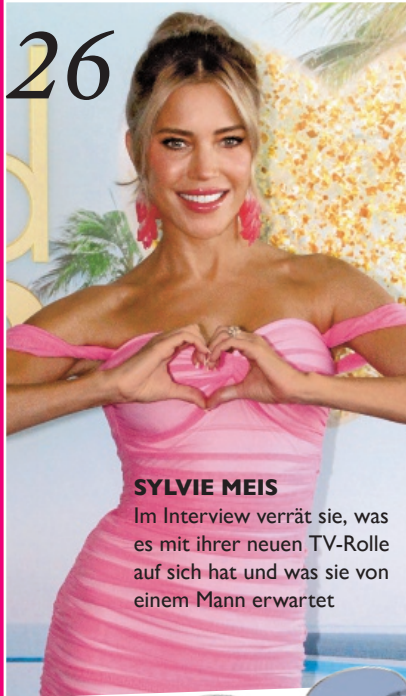 26
SYLVIE MEIS
Im Interview verrät sie, was
es mit ihrer neuen TV-Rolle
auf sich hat und was sie von
einem Mann erwartet